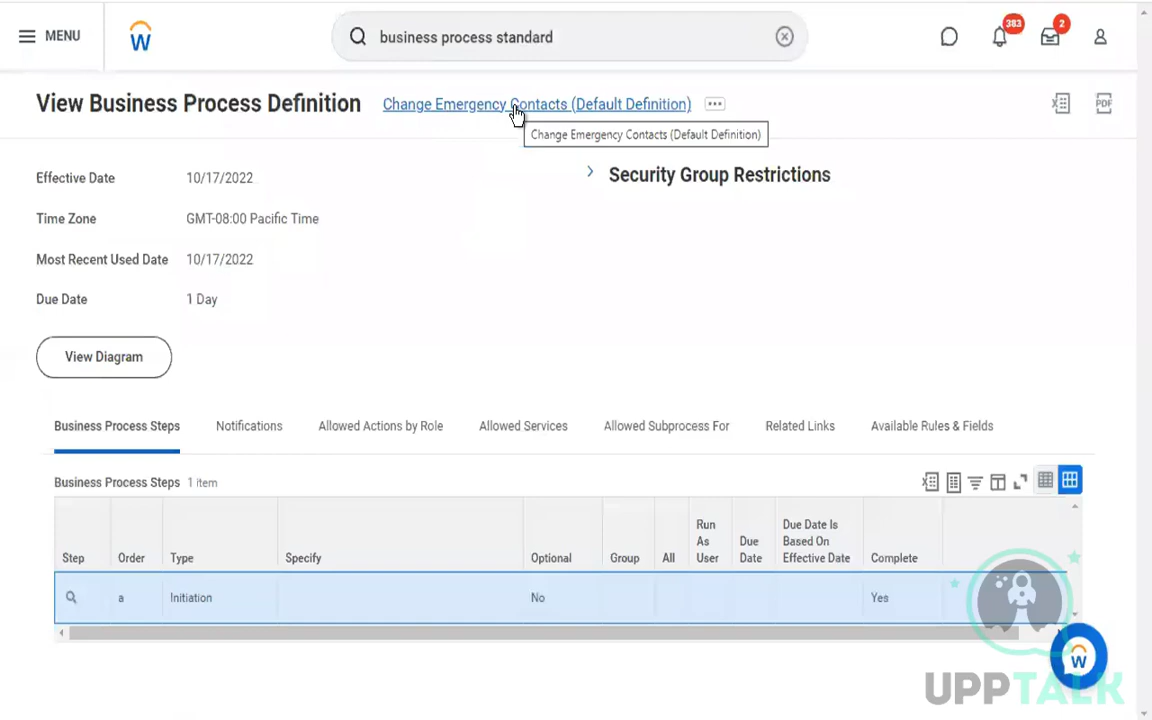 MENU
business process standard
383
2
View Business Process Definition
Change Emergency Contacts (Default Definition)
PDF
Change Emergency Contacts (Default Definition)
Effective Date 10/17/2022
Security Group Restrictions
Time Zone GMT-08:00 Pacific Time
Most Recent Used Date 10/17/2022
Due Date 1 Day
View Diagram
Business Process Steps Notifications Allowed Actions by Role Allowed Services Allowed Subprocess For Related Links Available Rules & Fields
Business Process Steps 1 item
Step Order Type Specify Optional Group All Run As User Due Date Due Date Is Based On Effective Date Complete
a Initiation No Yes
UPPTALK